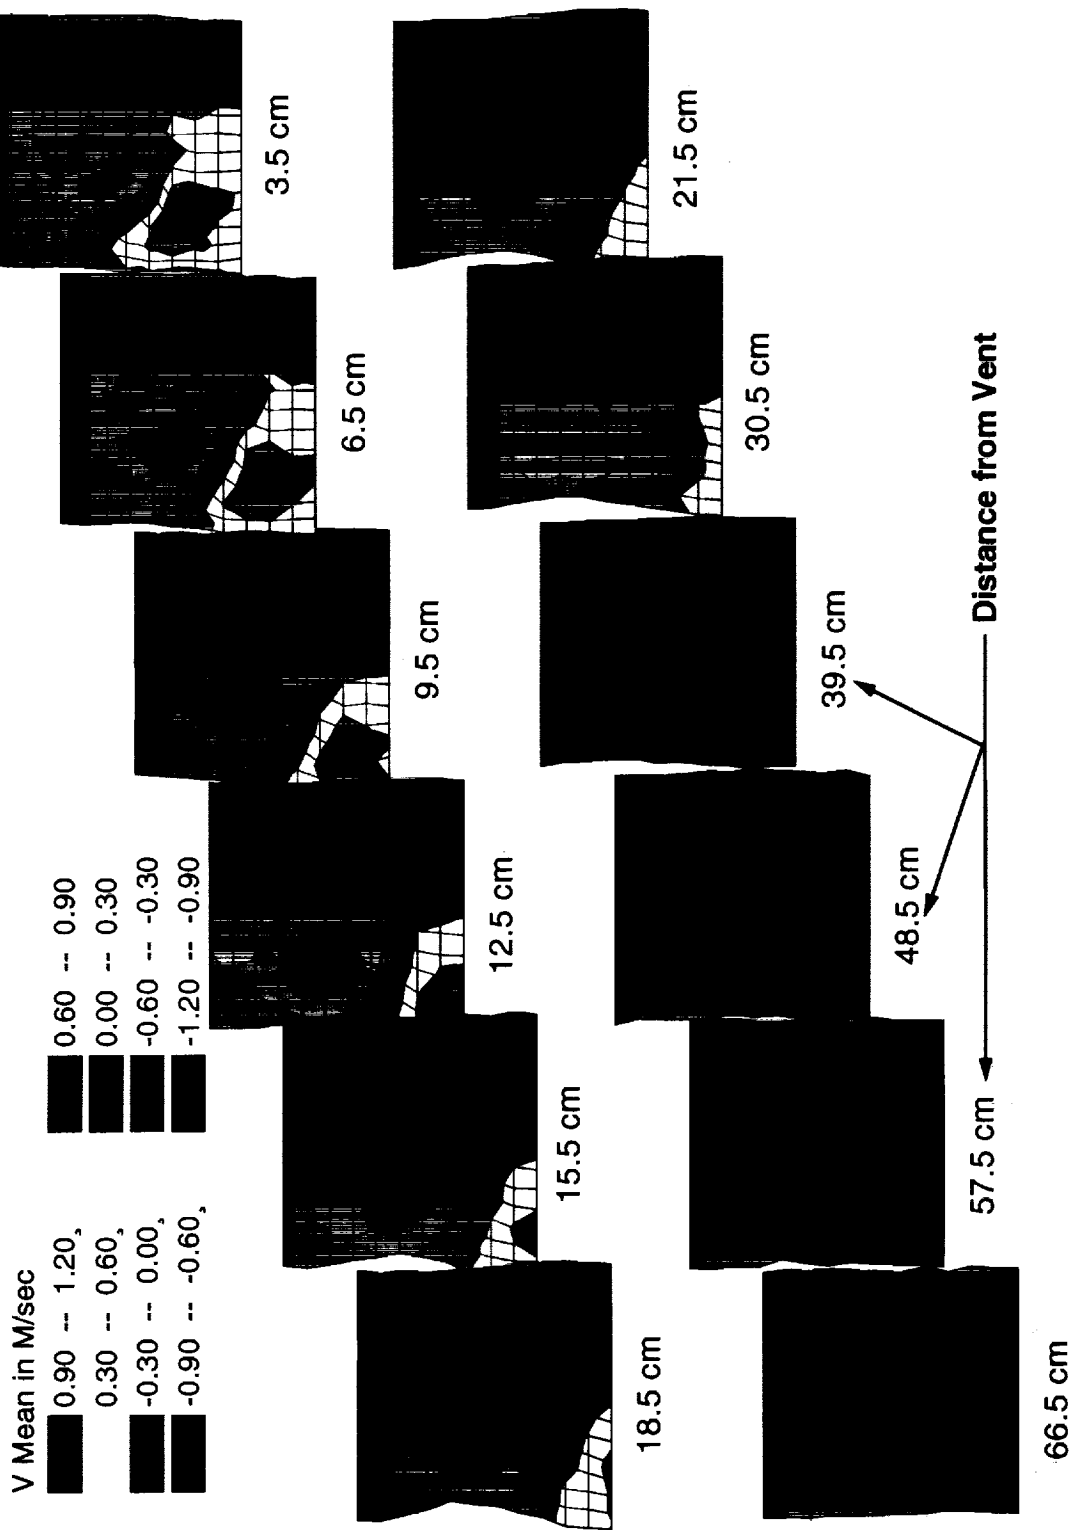 V Mean in M/sec
0.90 -- 1.20,
0.30 -- 0.60,
-0.30 -- 0.00,
-0.90 -- -0.60,
0.60 -- 0.90
0.00 -- 0.30
-0.60 -- -0.30
-1.20 -- -0.90
18.5 cm
15.5 cm
12.5 cm
9.5 cm
6.5 cm
3.5 cm
66.5 cm
57.5 cm
48.5 cm
39.5 cm
30.5 cm
21.5 cm
Distance from Vent